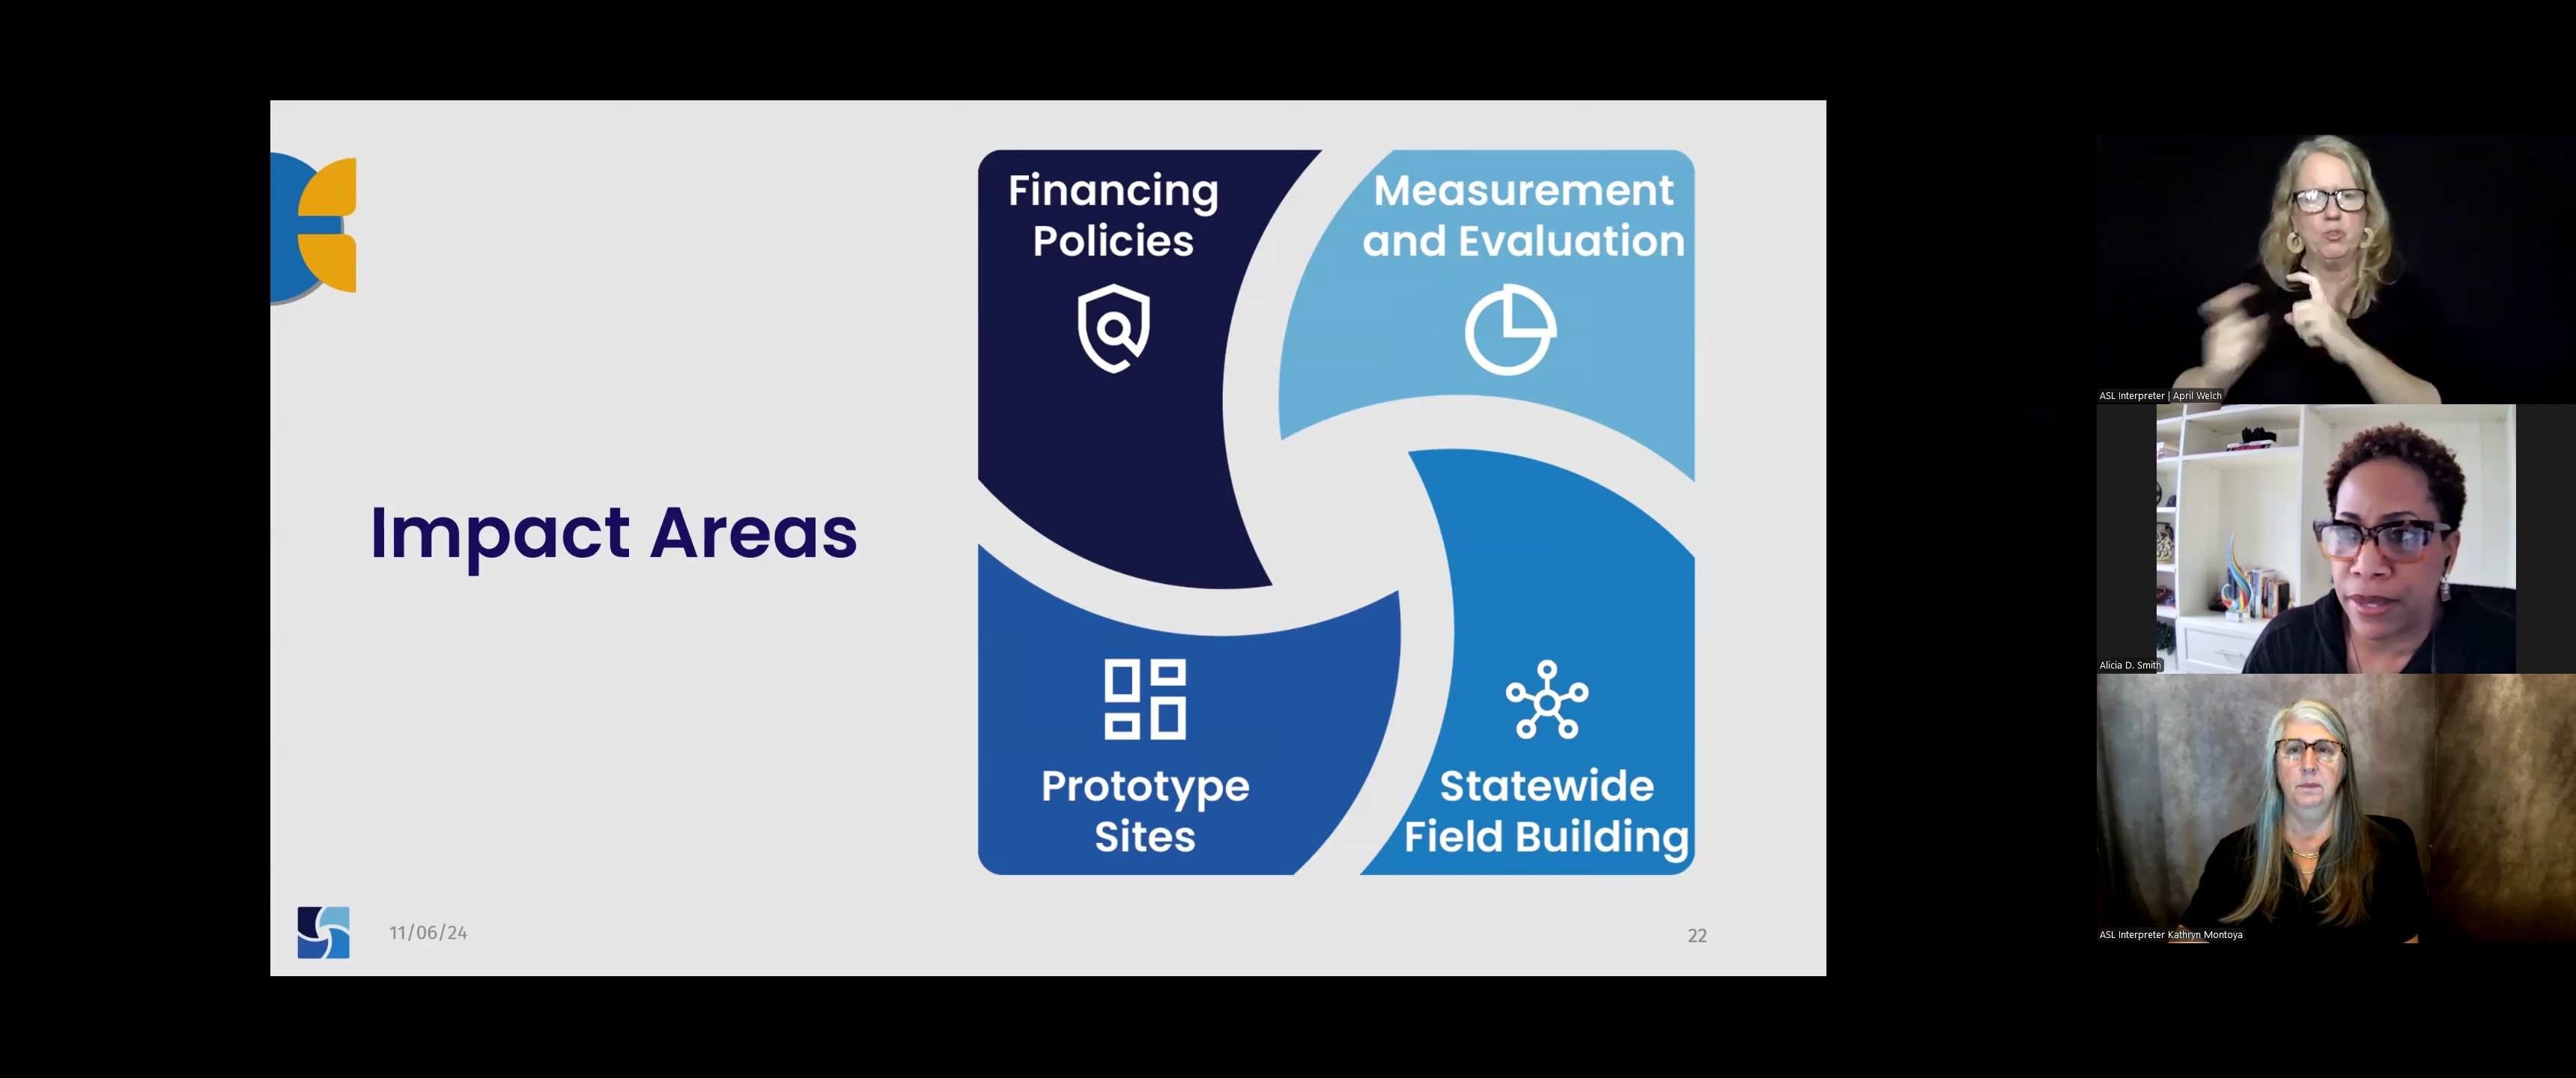 Impact Areas
Financing
Policies
Measurement
and Evaluation
Prototype
Sites
Statewide
Field Building
11/06/24
22
ASL Interpreter | April Welch
Alicia D. Smith
ASL Interpreter Kathryn Montoya